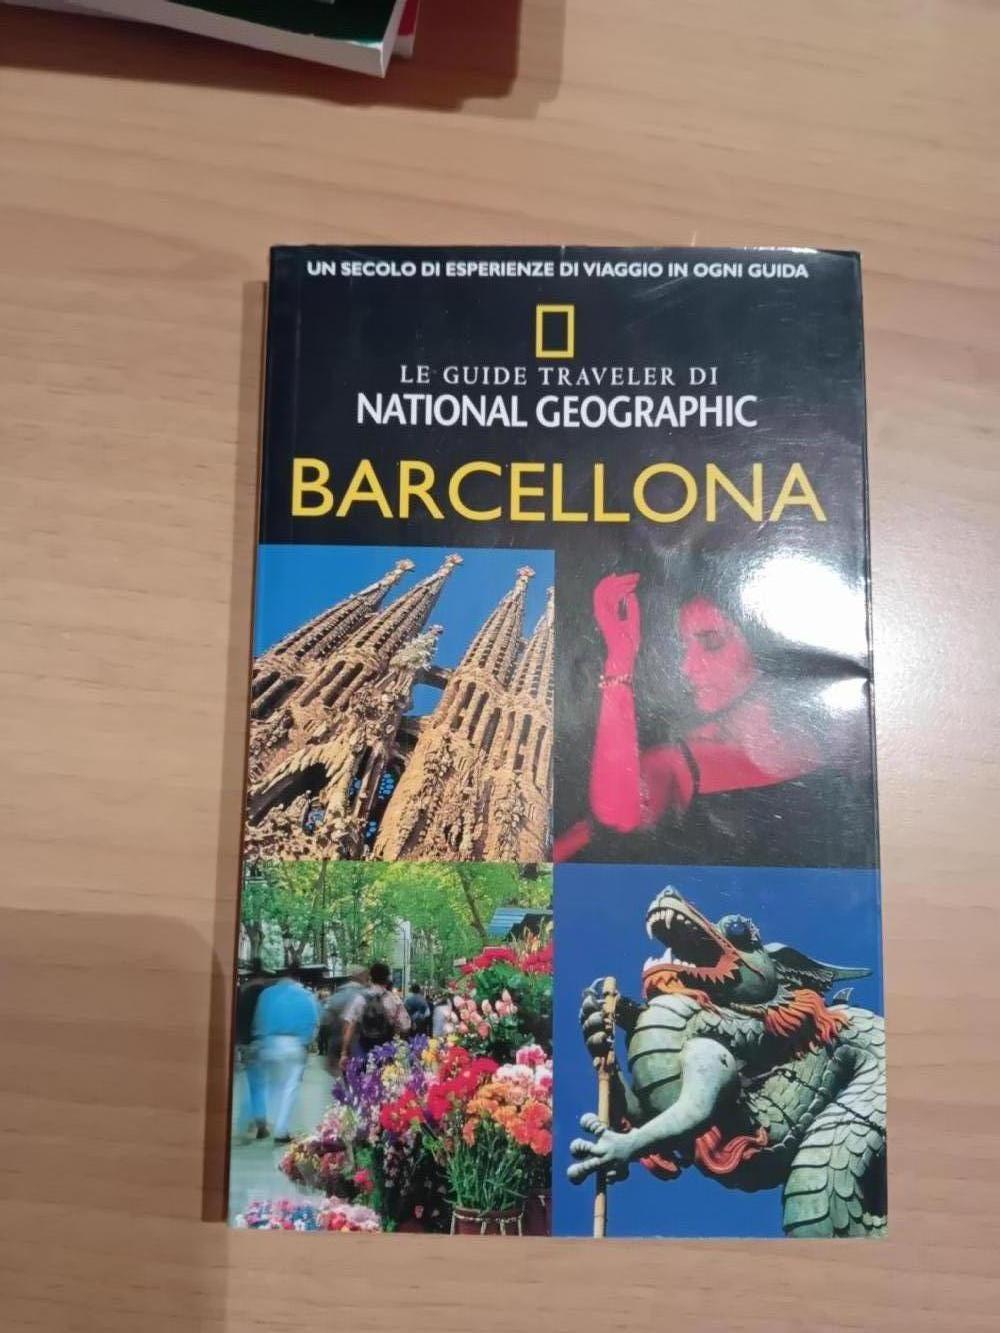 UN SECOLO DI ESPERIENZE DI VIAGGIO IN OGNI GUIDA
LE GUIDE TRAVELER DI
NATIONAL GEOGRAPHIC
BARCELLONA